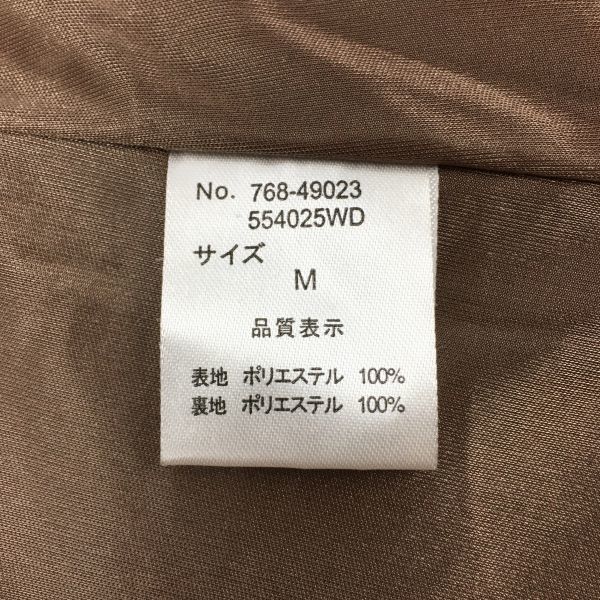 No. 768-49023
554025WD
サイズ
M
品質表示
表地 ポリエステル 100%
裏地 ポリエステル 100%